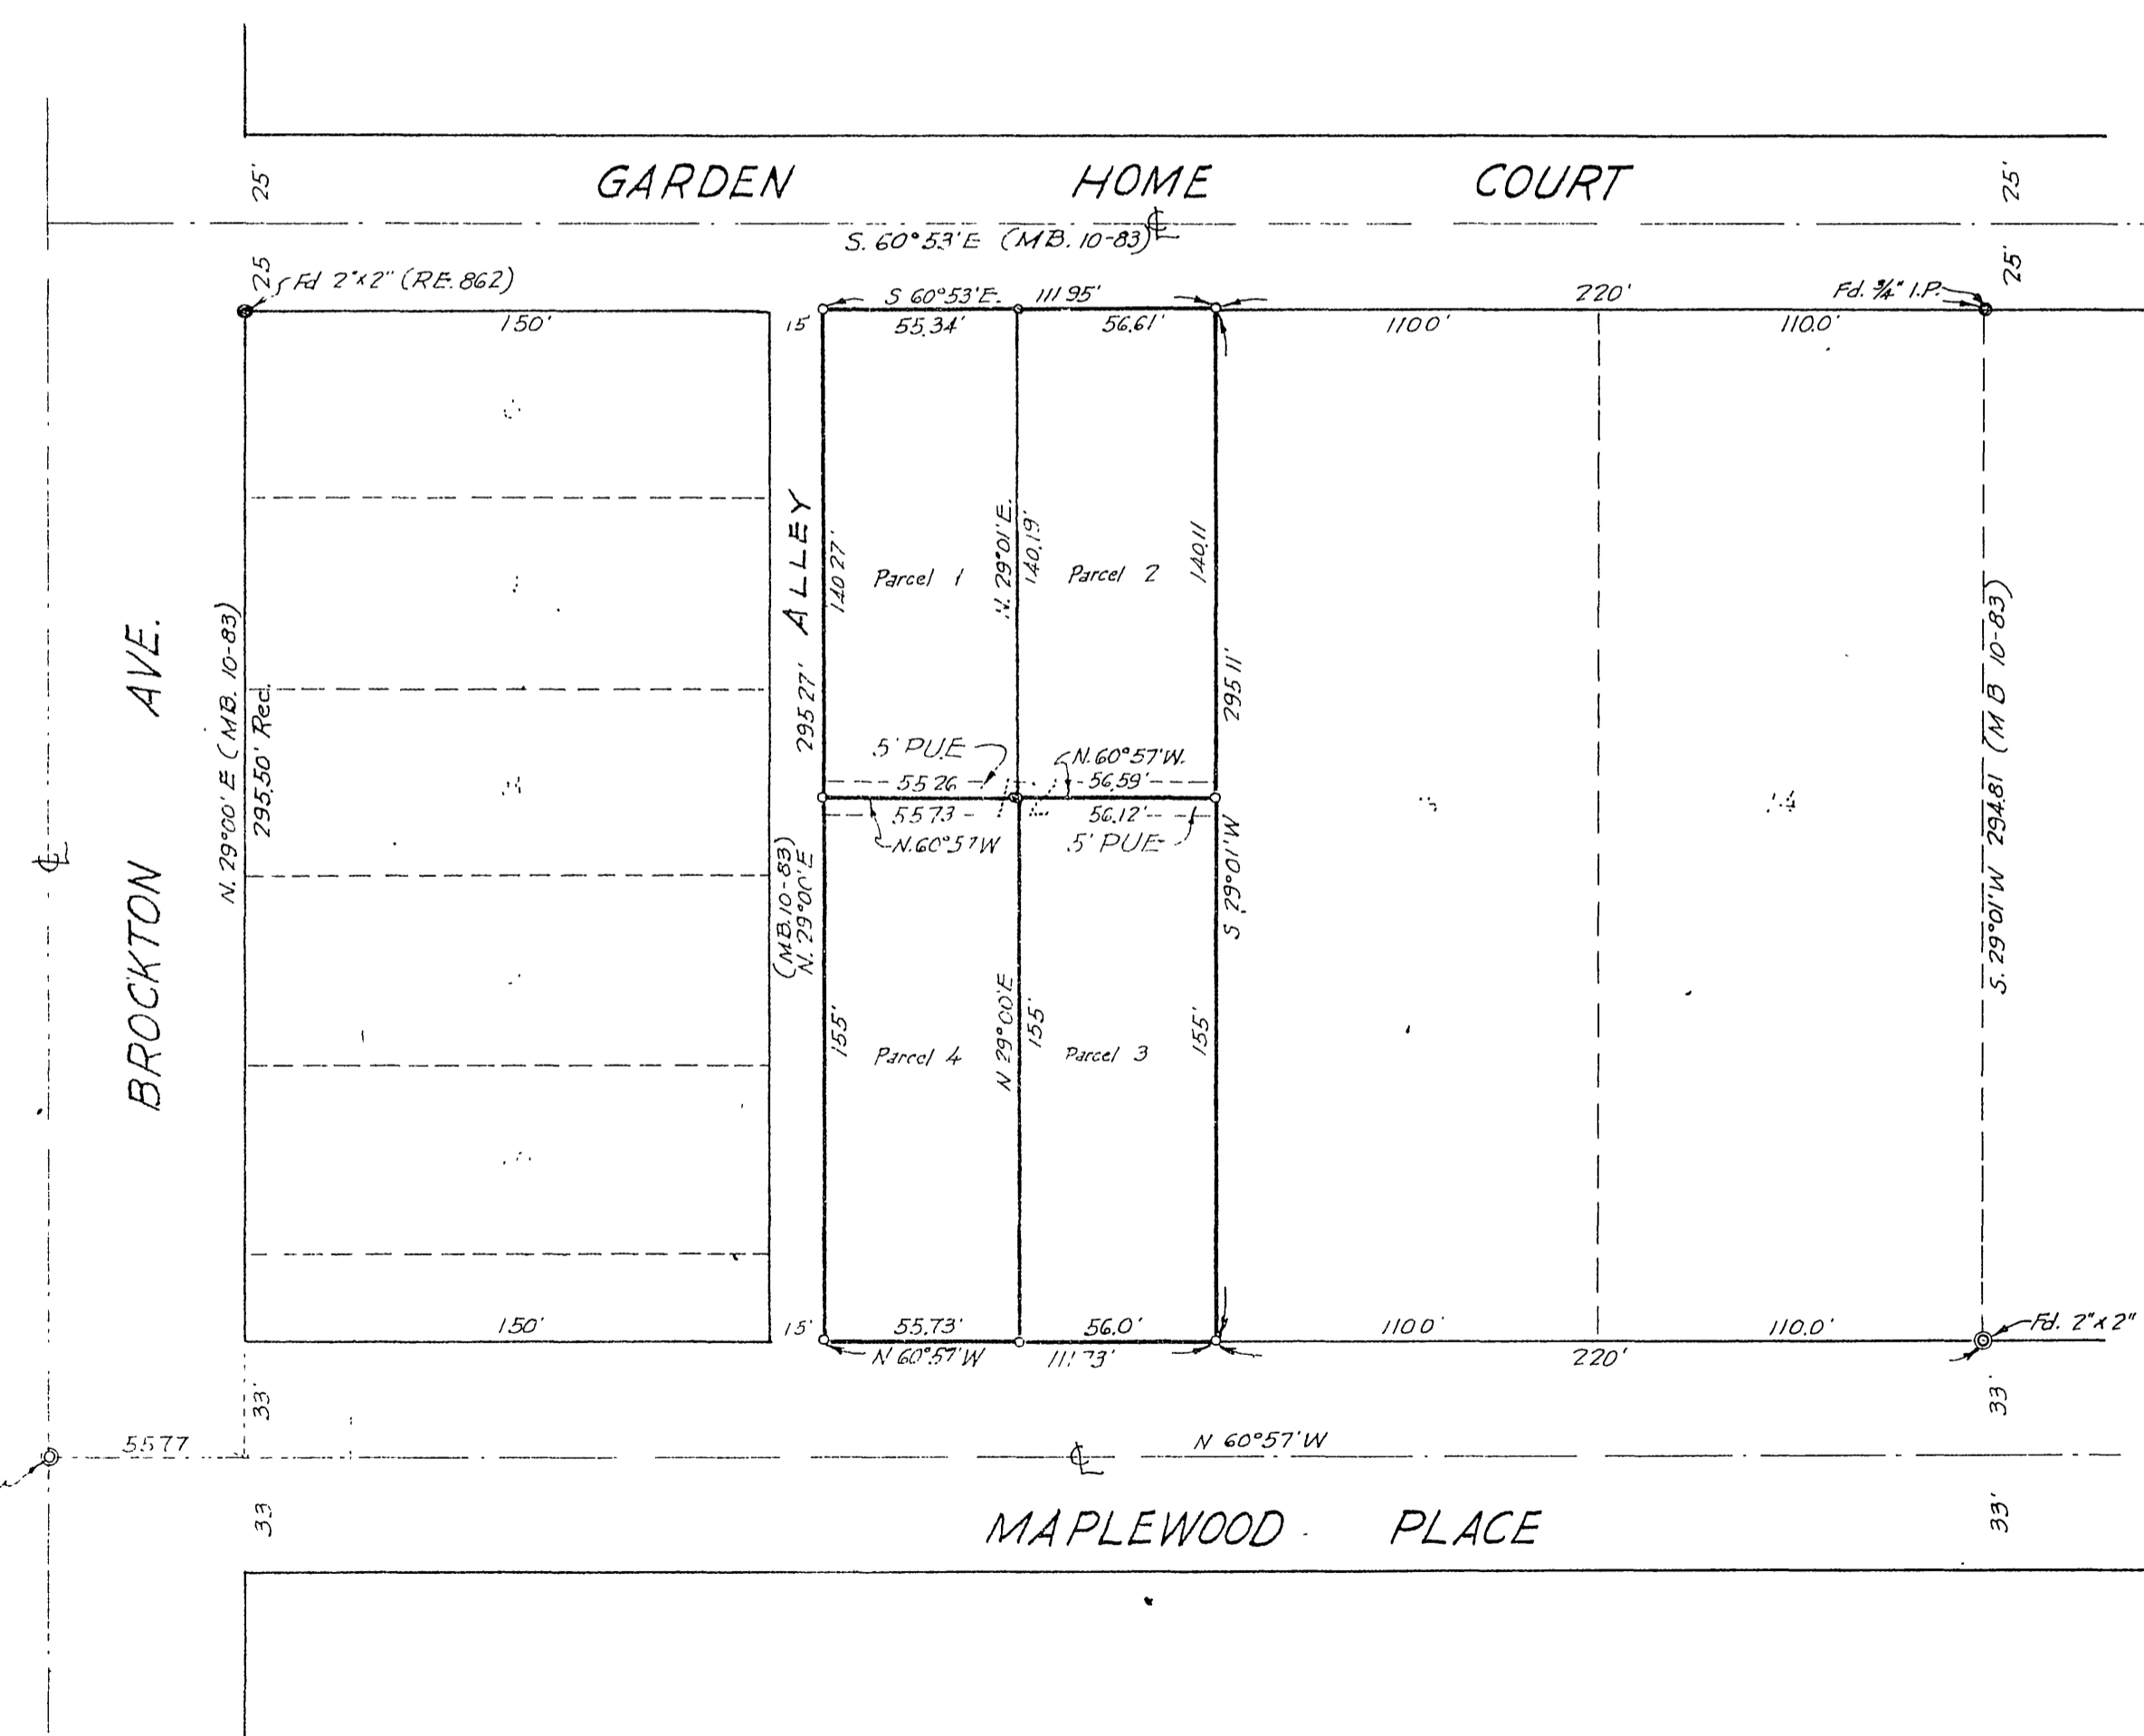 GARDEN HOME COURT
25'
25'
℄
S. 60°53'E (M.B. 10-83)
25
25'
Fd 2"x2" (R.E. 862)
S 60°53'E. 111 95'
220'
Fd. 3/4" I.P.
150'
15'
55.34'
56.61'
110 0'
110.0'
ALLEY
140 27'
N. 29°01'E.
140.19'
140.11
Parcel 1
Parcel 2
BROCKTON AVE.
℄
N. 29°00'E (M.B. 10-83)
295.50' Rec.
295 27'
(M.B. 10-83)
N. 29°00'E
295 11'
S. 29°01'W
S. 29°01'W 294.81 (M B 10-83)
5' P.U.E
N. 60°57'W.
55 26
56.59'
55 73
56.12'
N. 60°57'W
5' PUE
14
155'
N 29°00'E
155'
155'
Parcel 4
Parcel 3
150'
15'
55.73'
56.0'
110 0'
110.0'
Fd. 2"x2"
N 60°57'W 111.73'
220'
33'
33'
55 77
N 60°57'W
℄
33
33'
MAPLEWOOD PLACE